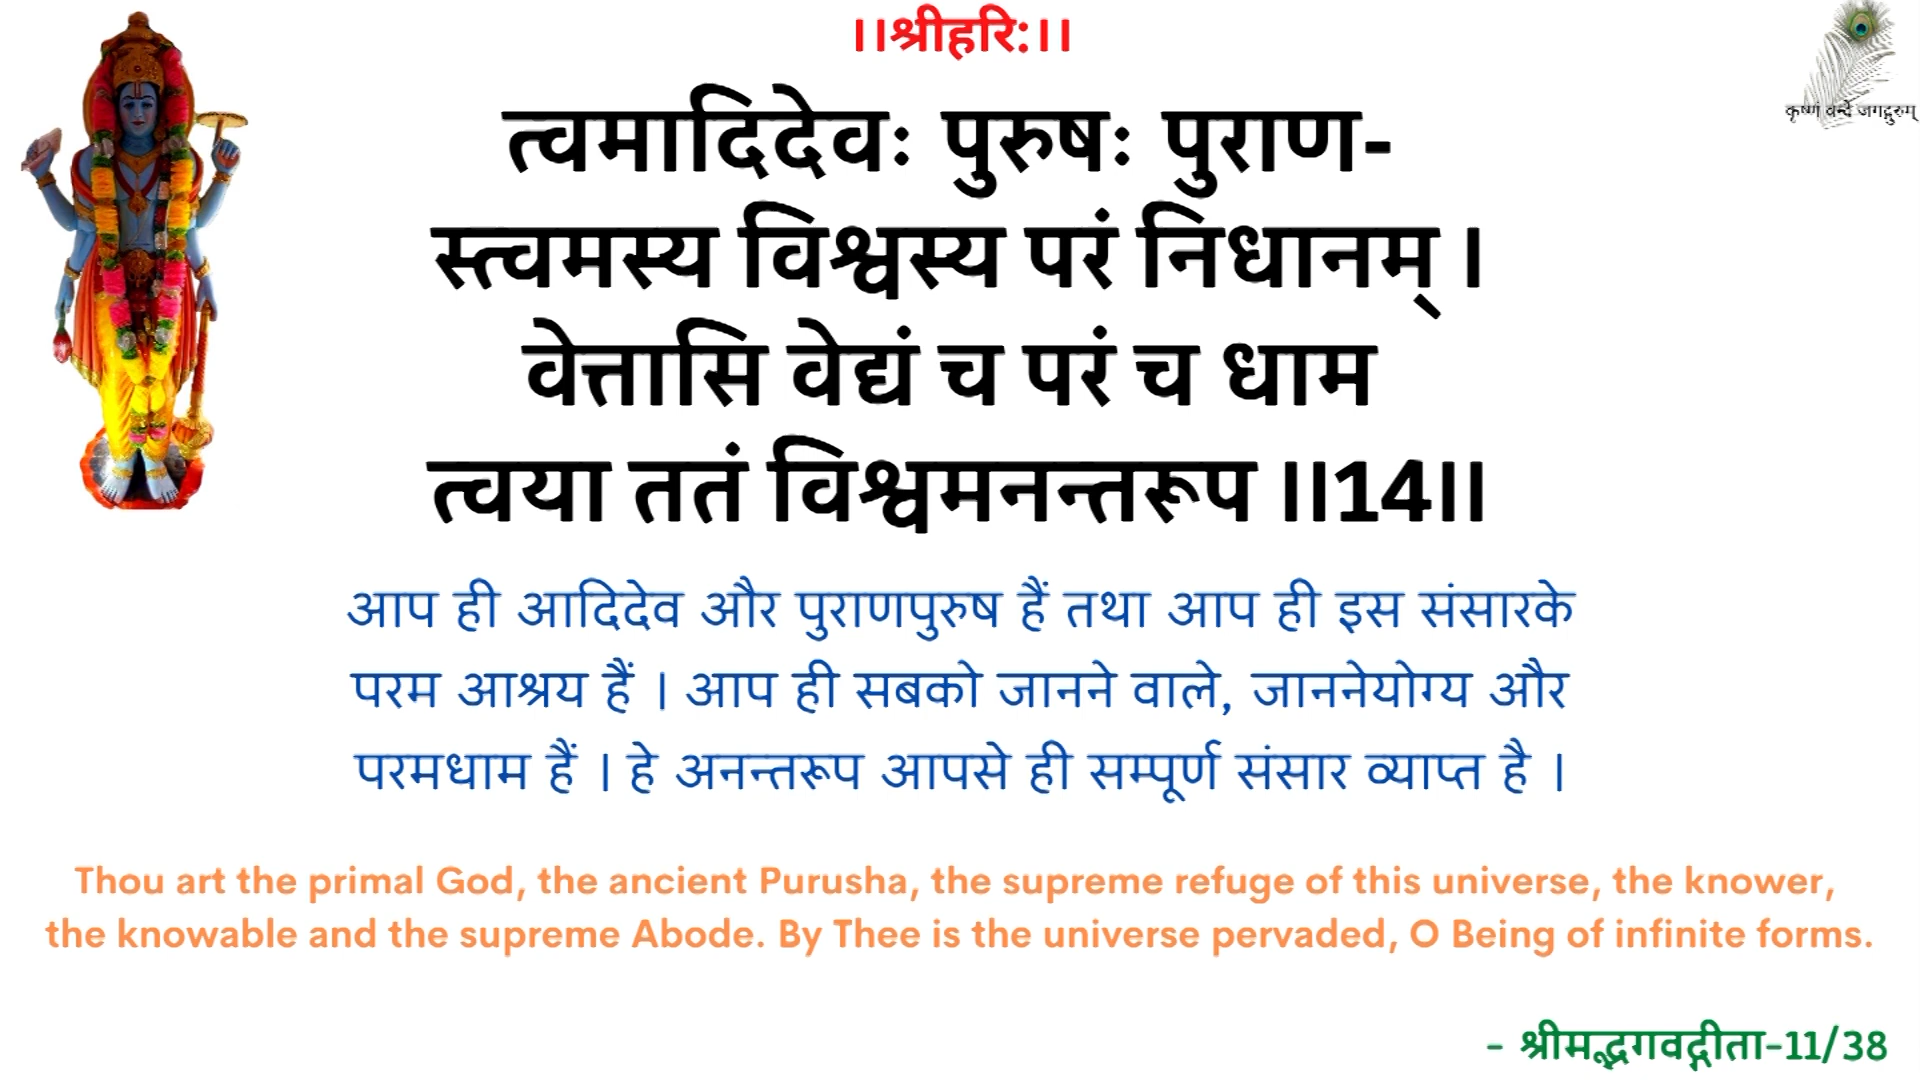 ।।श्रीहरि:।।
कृष्णं वन्दे जगद्गुरुम्
त्वमादिदेवः पुरुषः पुराण-
स्त्वमस्य विश्वस्य परं निधानम् ।
वेत्तासि वेद्यं च परं च धाम
त्वया ततं विश्वमनन्तरूप ।।14।।
आप ही आदिदेव और पुराणपुरुष हैं तथा आप ही इस संसारके
परम आश्रय हैं । आप ही सबको जानने वाले, जाननेयोग्य और
परमधाम हैं । हे अनन्तरूप आपसे ही सम्पूर्ण संसार व्याप्त है ।
Thou art the primal God, the ancient Purusha, the supreme refuge of this universe, the knower,
the knowable and the supreme Abode. By Thee is the universe pervaded, O Being of infinite forms.
- श्रीमद्भगवद्गीता-11/38